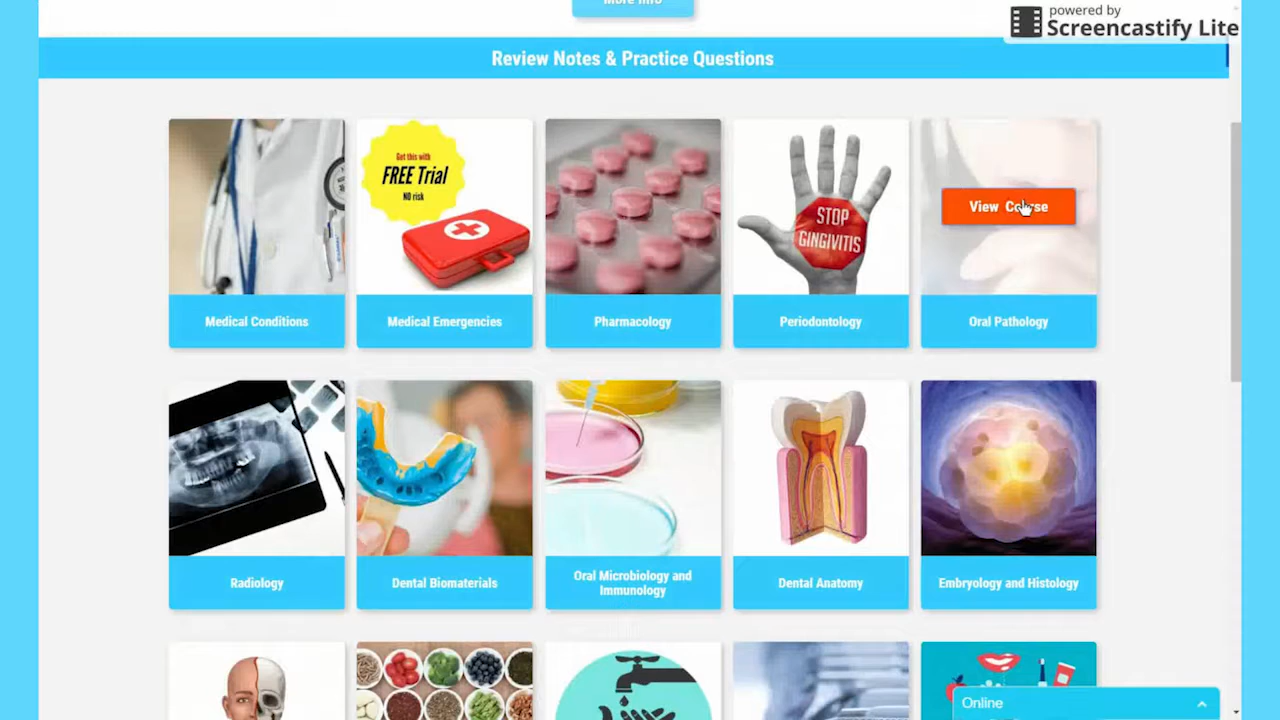 More Info
powered by
Screencastify Lite
Review Notes & Practice Questions
Get this with
FREE Trial
NO risk
STOP
GINGIVITIS
View Course
Medical Conditions
Medical Emergencies
Pharmacology
Periodontology
Oral Pathology
Radiology
Dental Biomaterials
Oral Microbiology and
Immunology
Dental Anatomy
Embryology and Histology
Online